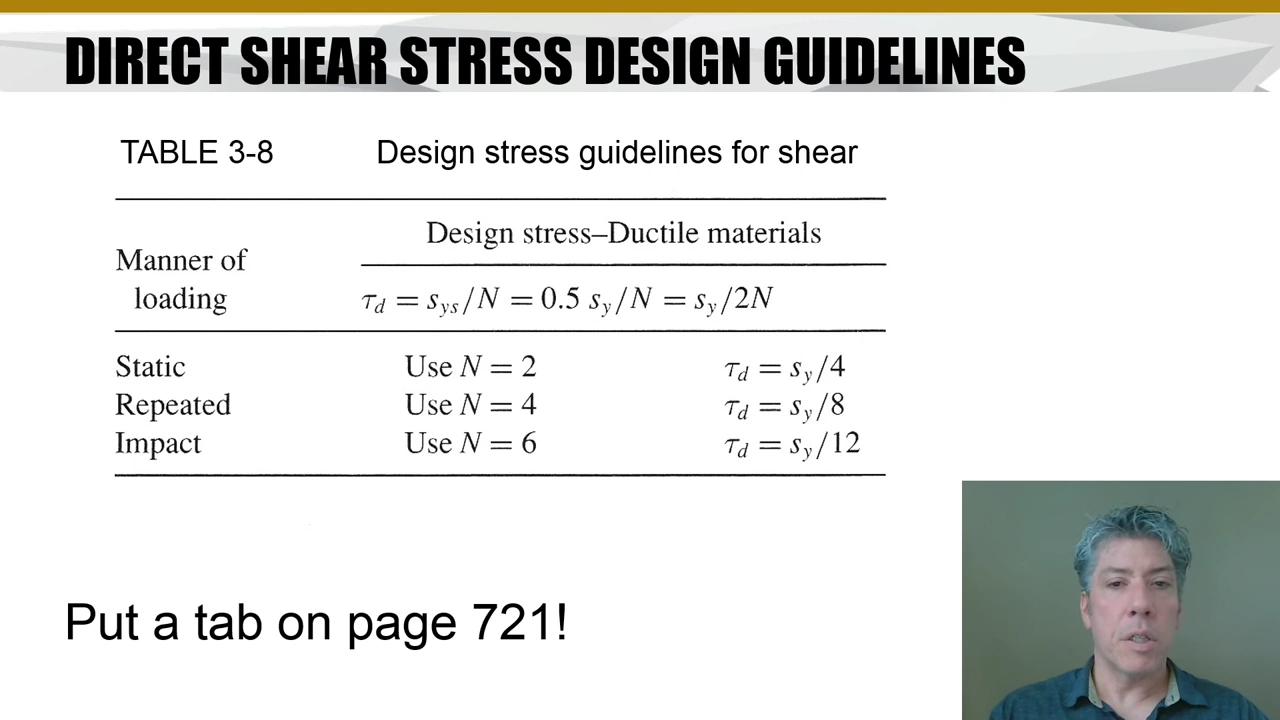 DIRECT SHEAR STRESS DESIGN GUIDELINES
TABLE 3-8 Design stress guidelines for shear
Design stress–Ductile materials
Manner of
loading τd = sys/N = 0.5 sy/N = sy/2N
Static Use N = 2 τd = sy/4
Repeated Use N = 4 τd = sy/8
Impact Use N = 6 τd = sy/12
Put a tab on page 721!